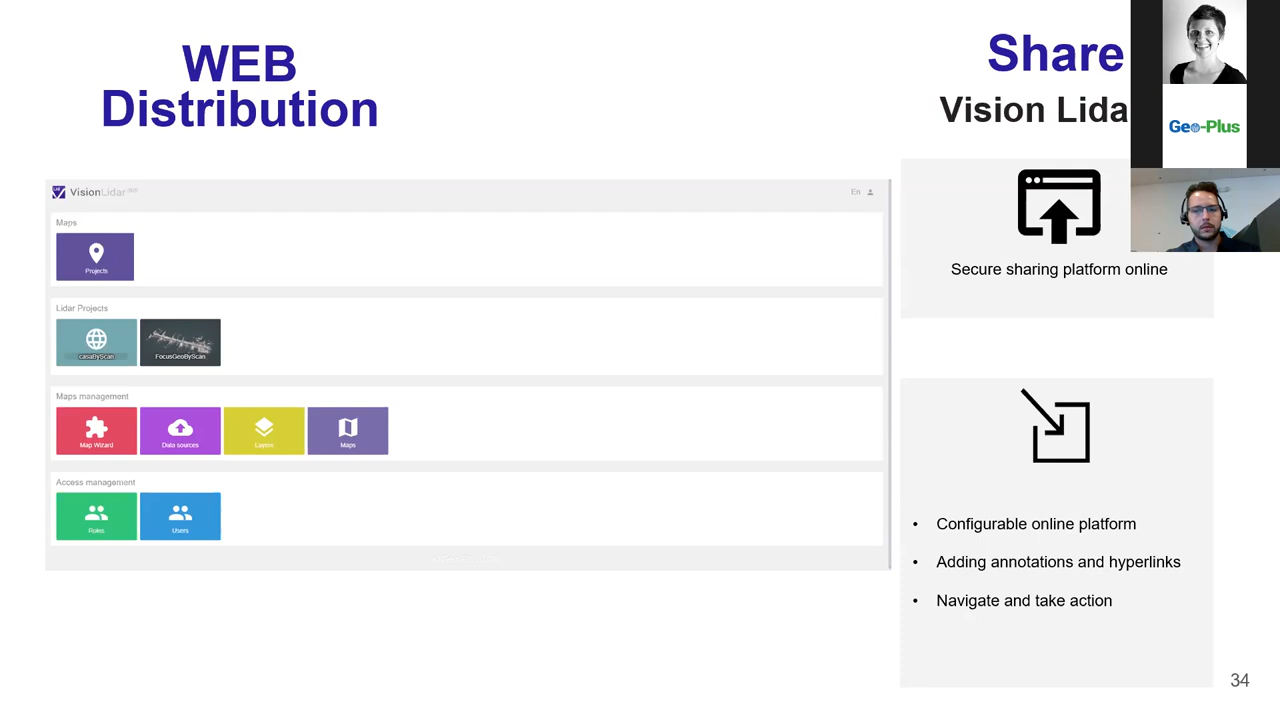 WEB
Distribution
Share
Vision Lida
Geo-Plus
VisionLidar
En
Maps
Projects
Lidar Projects
casaByScan
FocusGeoByScan
Maps management
Map Wizard
Data sources
Layers
Maps
Access management
Roles
Users
Secure sharing platform online
• Configurable online platform
• Adding annotations and hyperlinks
• Navigate and take action
34